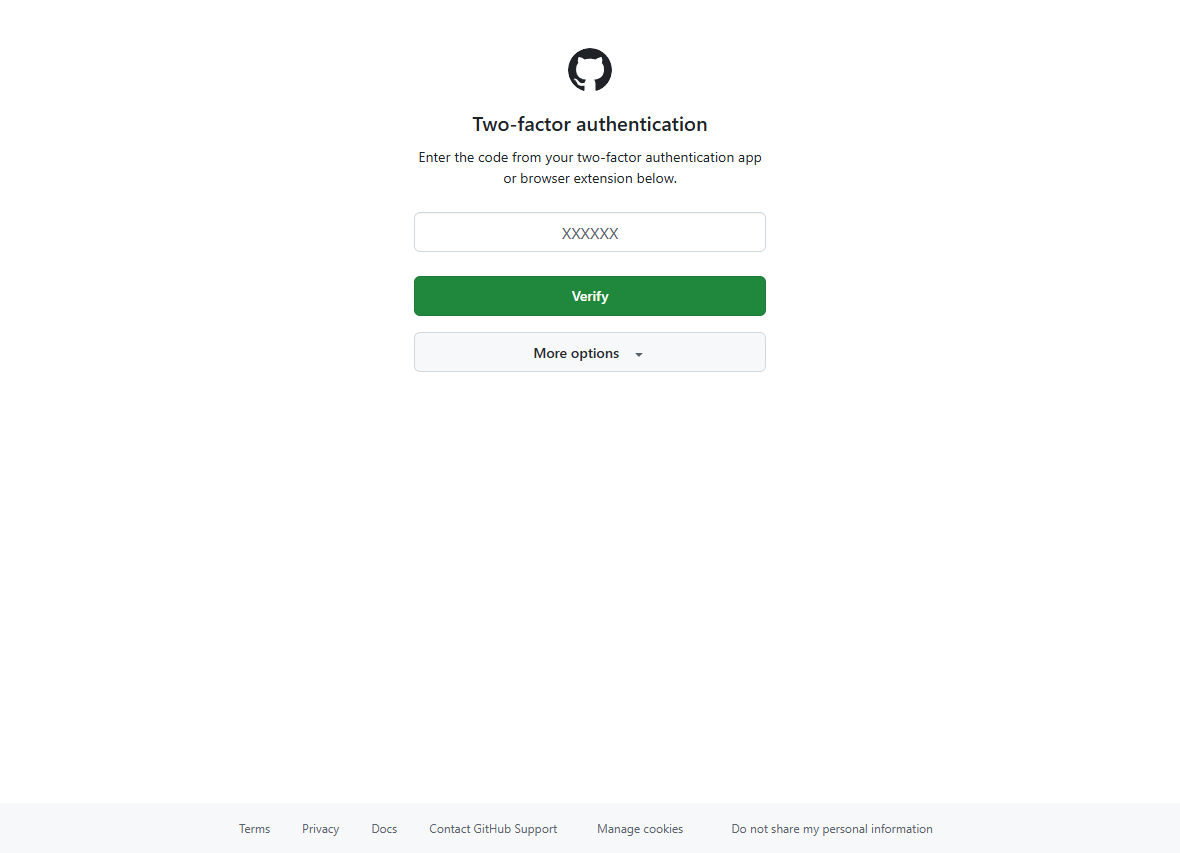 Two-factor authentication
Enter the code from your two-factor authentication app
or browser extension below.
XXXXXX
Verify
More options
Terms Privacy Docs Contact GitHub Support Manage cookies Do not share my personal information